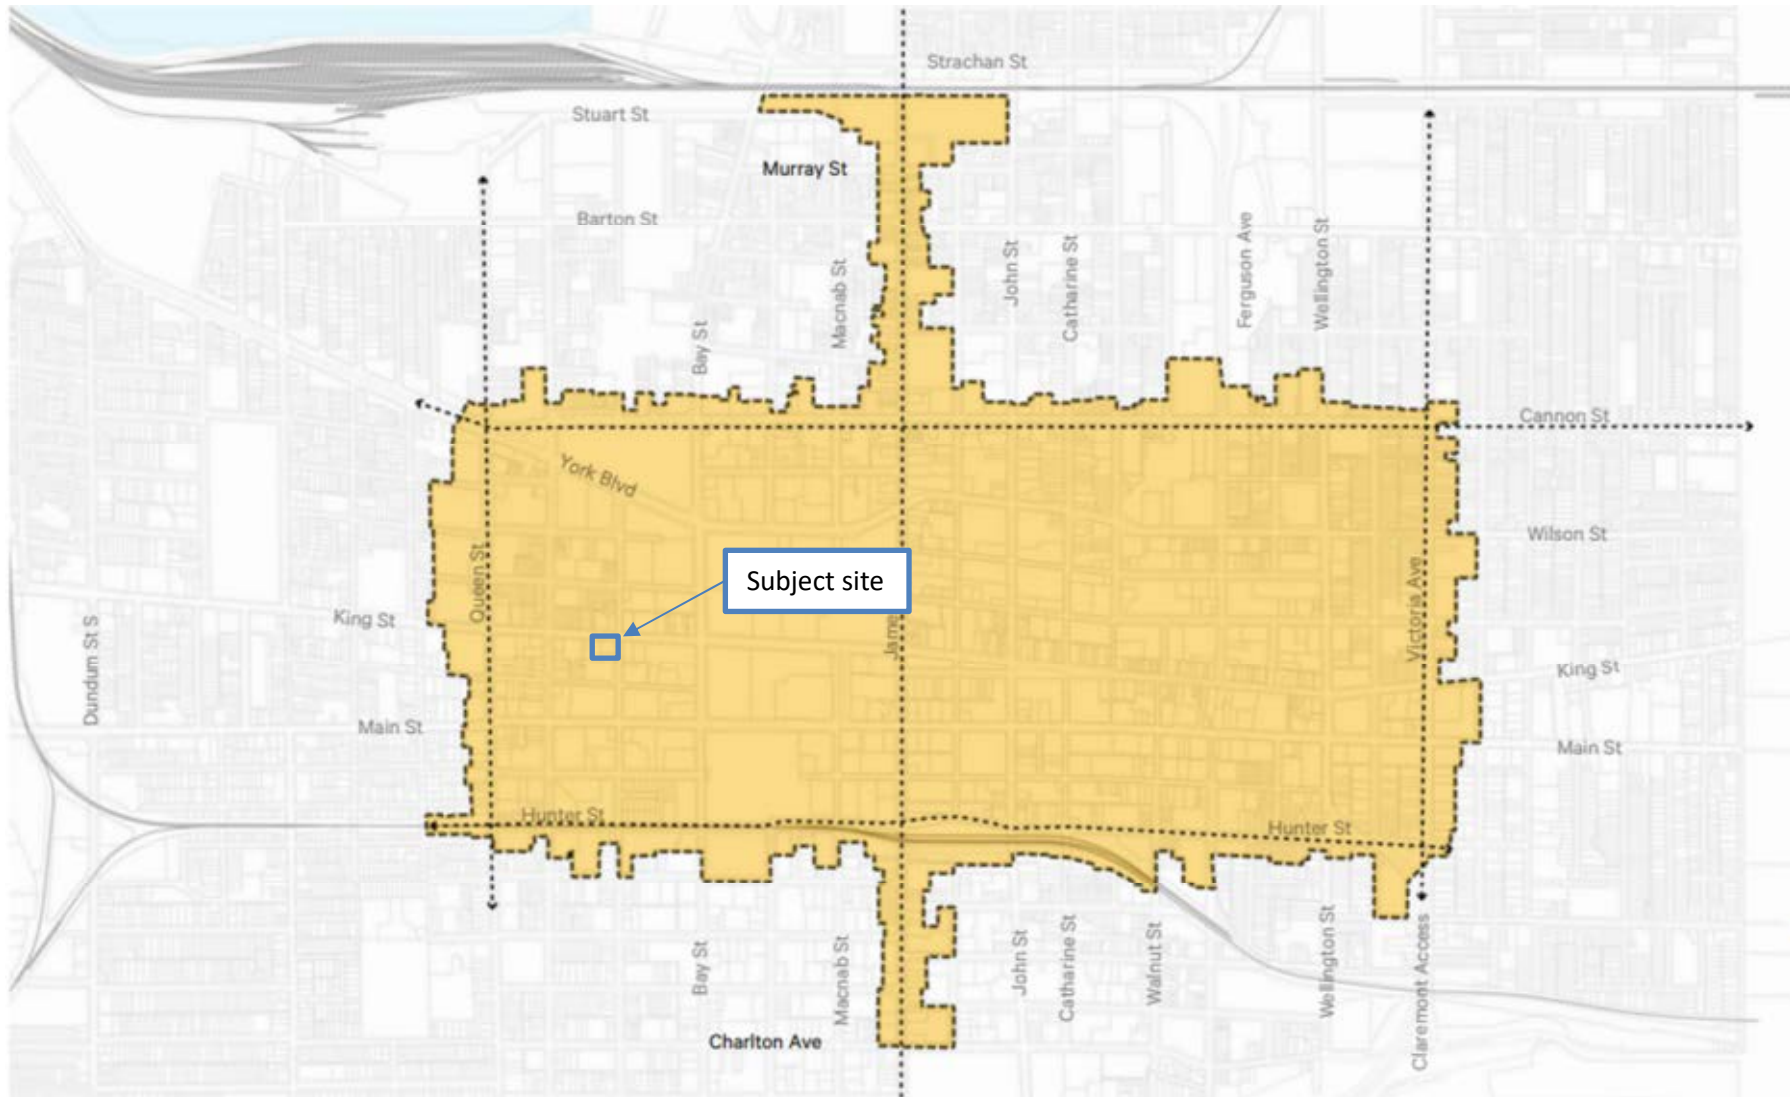 Strachan St
Stuart St
Murray St
Barton St
Macnab St
Bay St
John St
Catharine St
Ferguson Ave
Wellington St
Cannon St
York Blvd
Wilson St
Queen St
Subject site
Jame
Victoria Ave
King St
King St
Dundum St S
Main St
Main St
Hunter St
Hunter St
Bay St
Macnab St
John St
Catharine St
Walnut St
Wellington St
Claremont Access
Charlton Ave